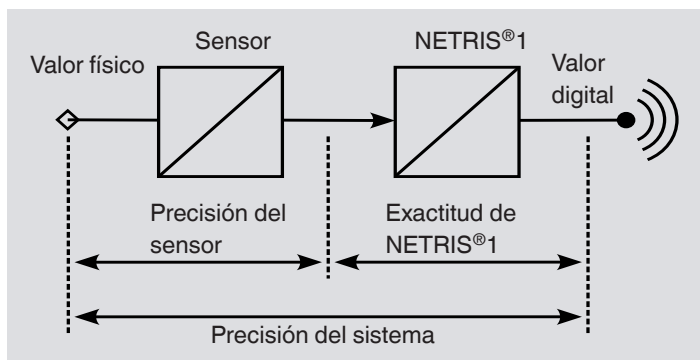 Sensor
NETRIS®1
Valor físico
Valor
digital
Precisión del
sensor
Exactitud de
NETRIS®1
Precisión del sistema